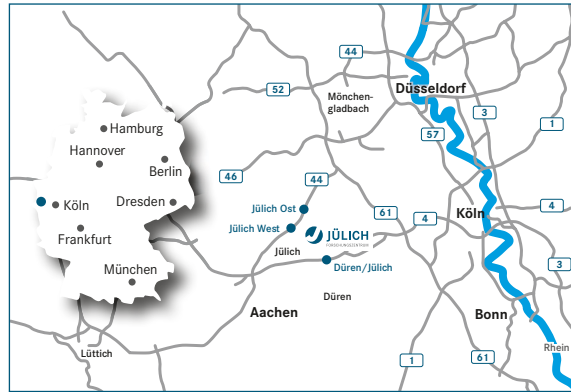 44
Düsseldorf
52
Mönchen-
gladbach
3
1
57
Hamburg
Hannover
Berlin
46
44
Köln
Dresden
Jülich Ost
61
4
Köln
4
Jülich West
JÜLICH
FORSCHUNGSZENTRUM
Frankfurt
Jülich
Düren/Jülich
3
München
Düren
Aachen
Bonn
Rhein
Lüttich
1
61